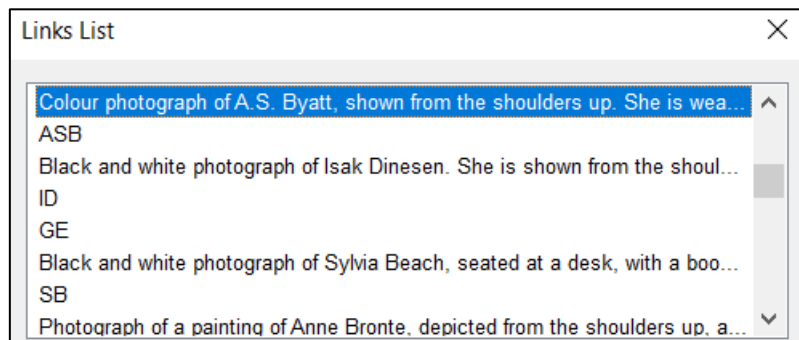 Links List
Colour photograph of A.S. Byatt, shown from the shoulders up. She is wea...
ASB
Black and white photograph of Isak Dinesen. She is shown from the shoul...
ID
GE
Black and white photograph of Sylvia Beach, seated at a desk, with a boo...
SB
Photograph of a painting of Anne Bronte, depicted from the shoulders up, a...